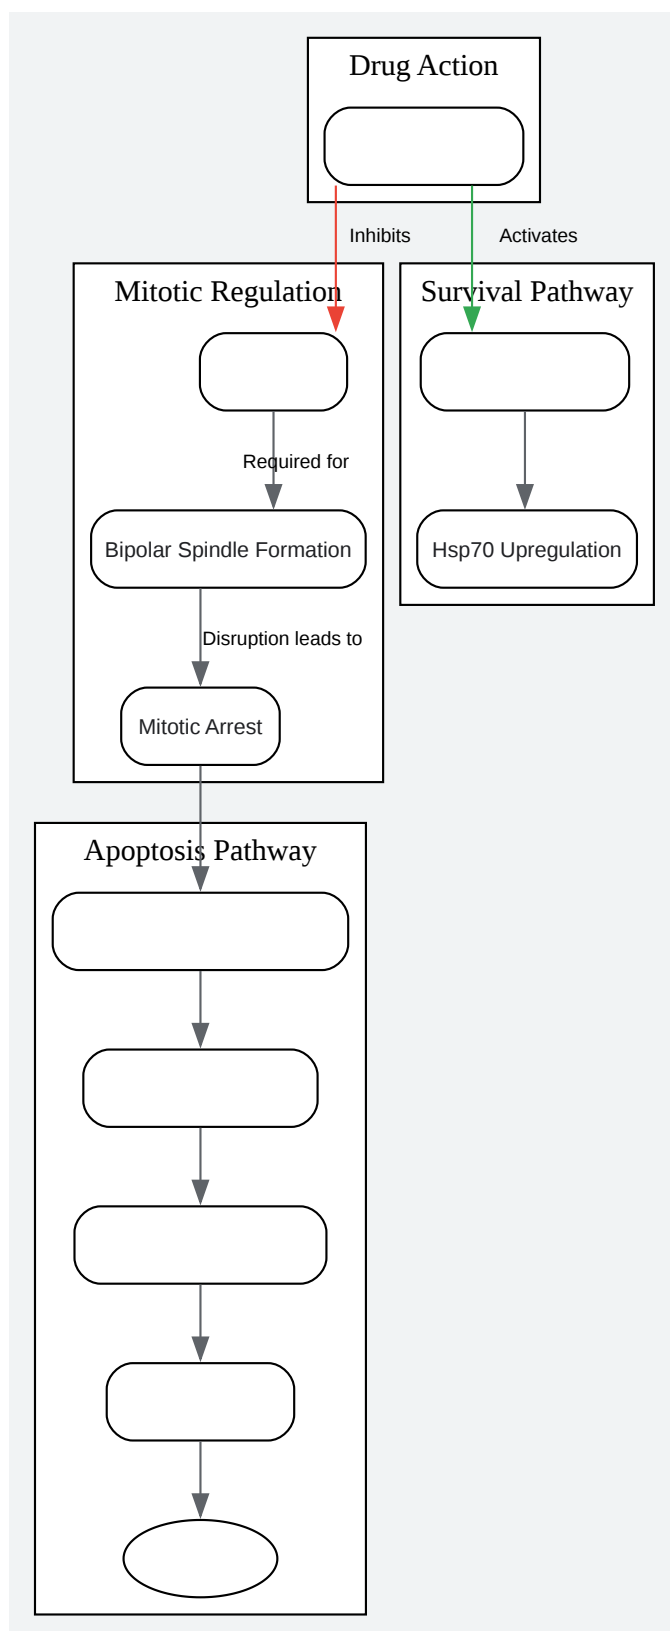 Drug Action
Inhibits
Activates
Mitotic Regulation
Survival Pathway
Required for
Bipolar Spindle Formation
Hsp70 Upregulation
Disruption leads to
Mitotic Arrest
Apoptosis Pathway